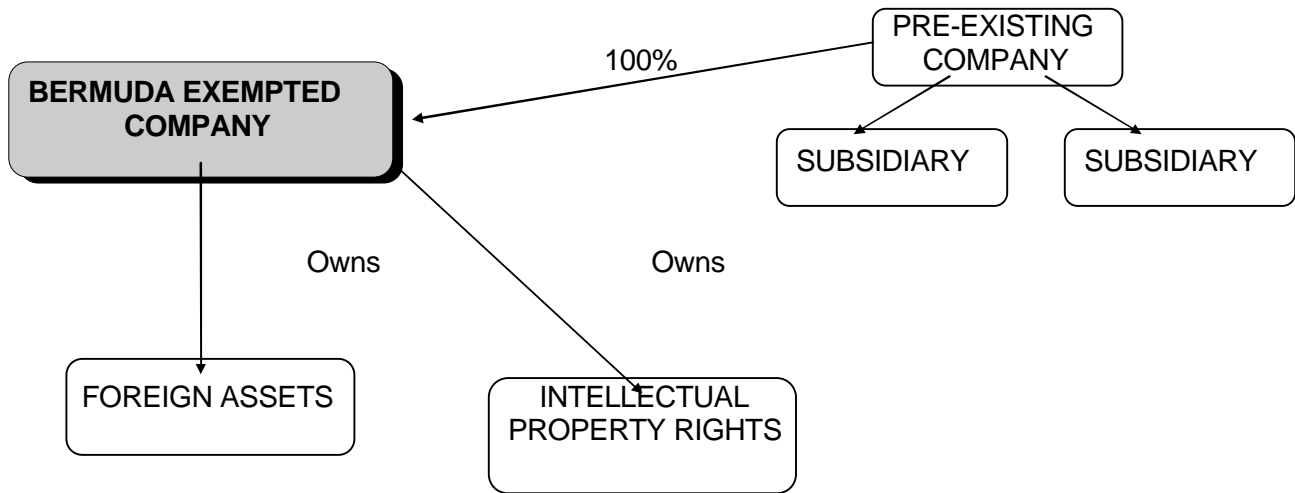 PRE-EXISTING
COMPANY
100%
BERMUDA EXEMPTED
COMPANY
SUBSIDIARY
SUBSIDIARY
Owns
Owns
FOREIGN ASSETS
INTELLECTUAL
PROPERTY RIGHTS